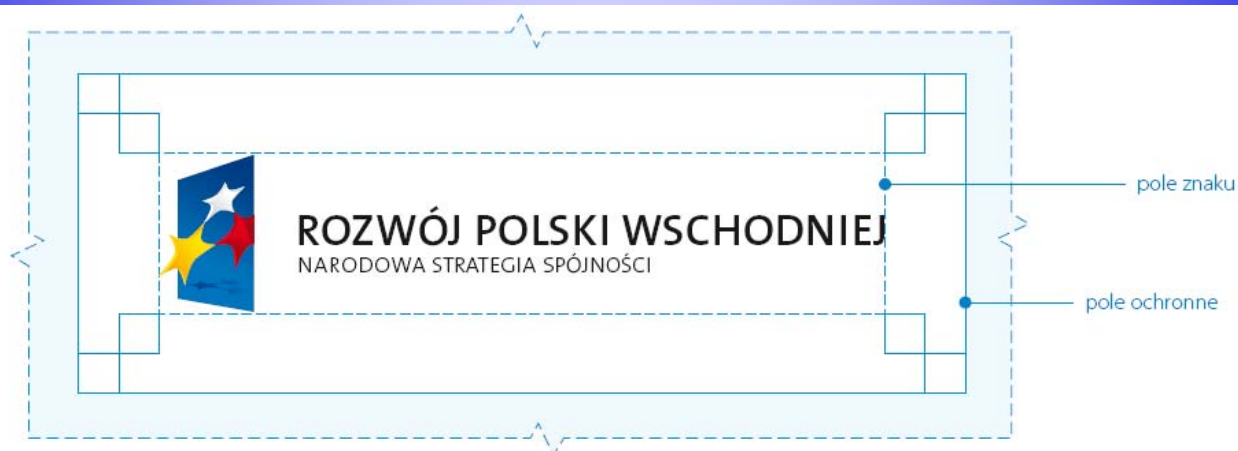 pole znaku
ROZWÓJ POLSKI WSCHODNIEJ
NARODOWA STRATEGIA SPÓJNOŚCI
pole ochronne